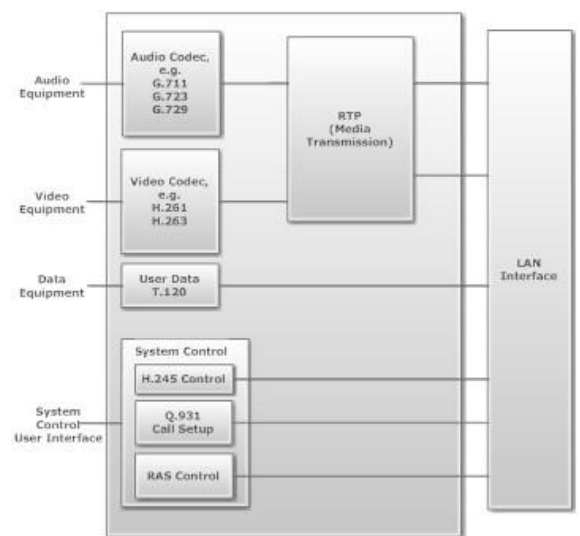 Audio
Equipment
Audio Codec,
e.g.
G.711
G.723
G.729
RTP
(Media
Transmission)
Video
Equipment
Video Codec,
e.g.
H.261
H.263
LAN
Interface
Data
Equipment
User Data
T.120
System Control
H.245 Control
System
Control
User Interface
Q.931
Call Setup
RAS Control